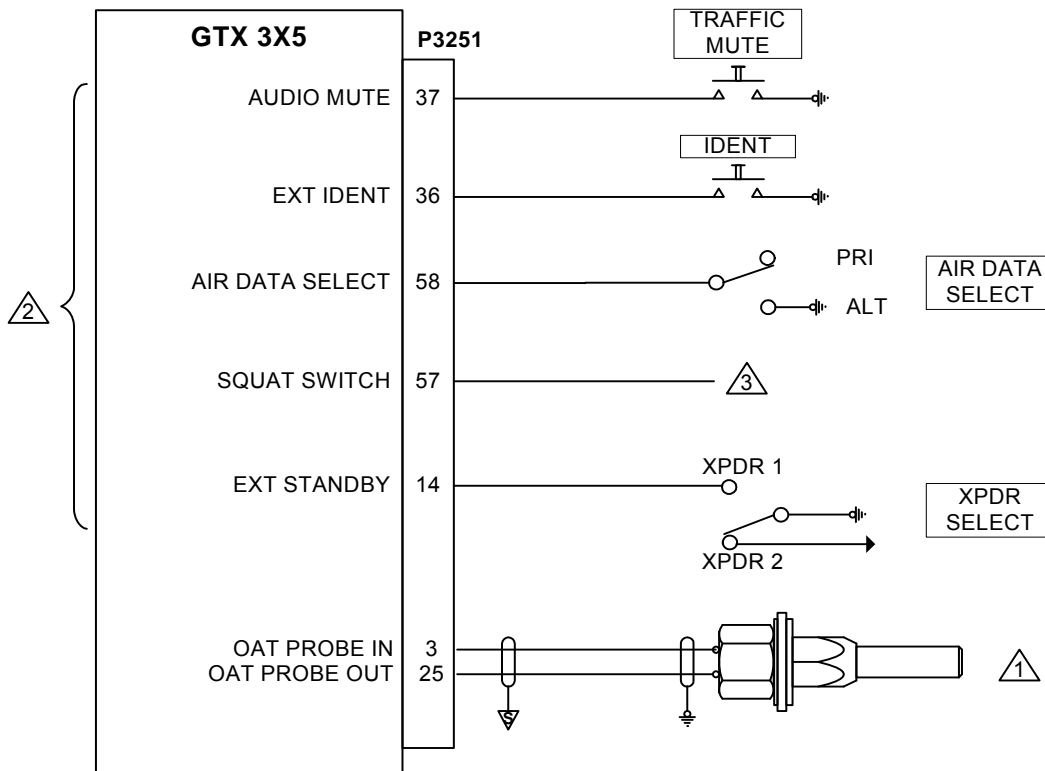 GTX 3X5
P3251
TRAFFIC
MUTE
AUDIO MUTE 37
IDENT
EXT IDENT 36
PRI
AIR DATA SELECT 58
AIR DATA
SELECT
ALT
2
SQUAT SWITCH 57
3
XPDR 1
EXT STANDBY 14
XPDR
SELECT
XPDR 2
OAT PROBE IN 3
OAT PROBE OUT 25
1
S